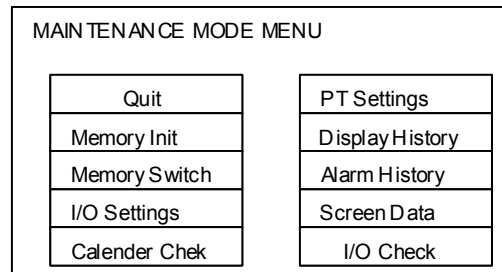 MAINTENANCE MODE MENU
Quit
Memory Init
Memory Switch
I/O Settings
Calender Chek
PT Settings
Display History
Alarm History
Screen Data
I/O Check